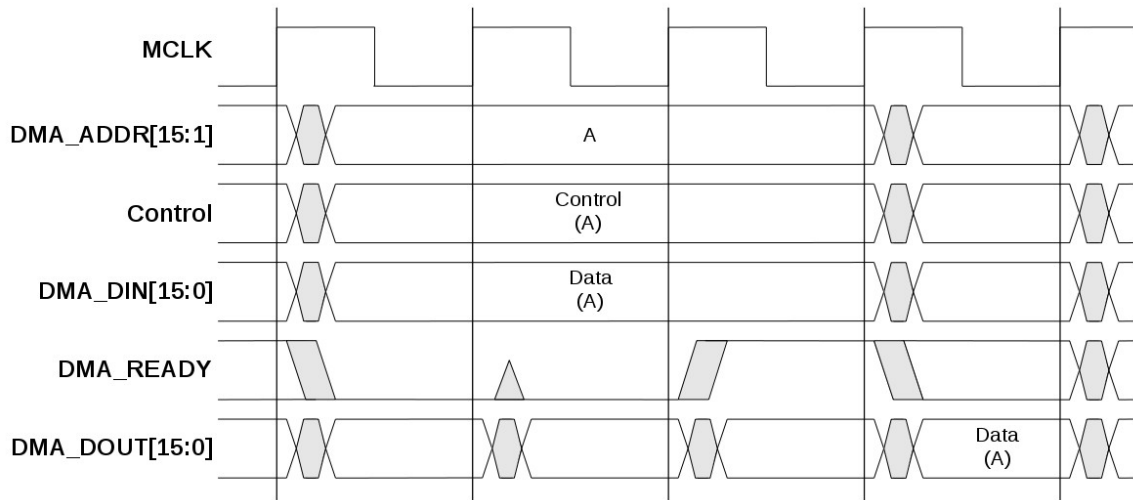 MCLK
DMA_ADDR[15:1]
A
Control
Control
(A)
DMA_DIN[15:0]
Data
(A)
DMA_READY
DMA_DOUT[15:0]
Data
(A)